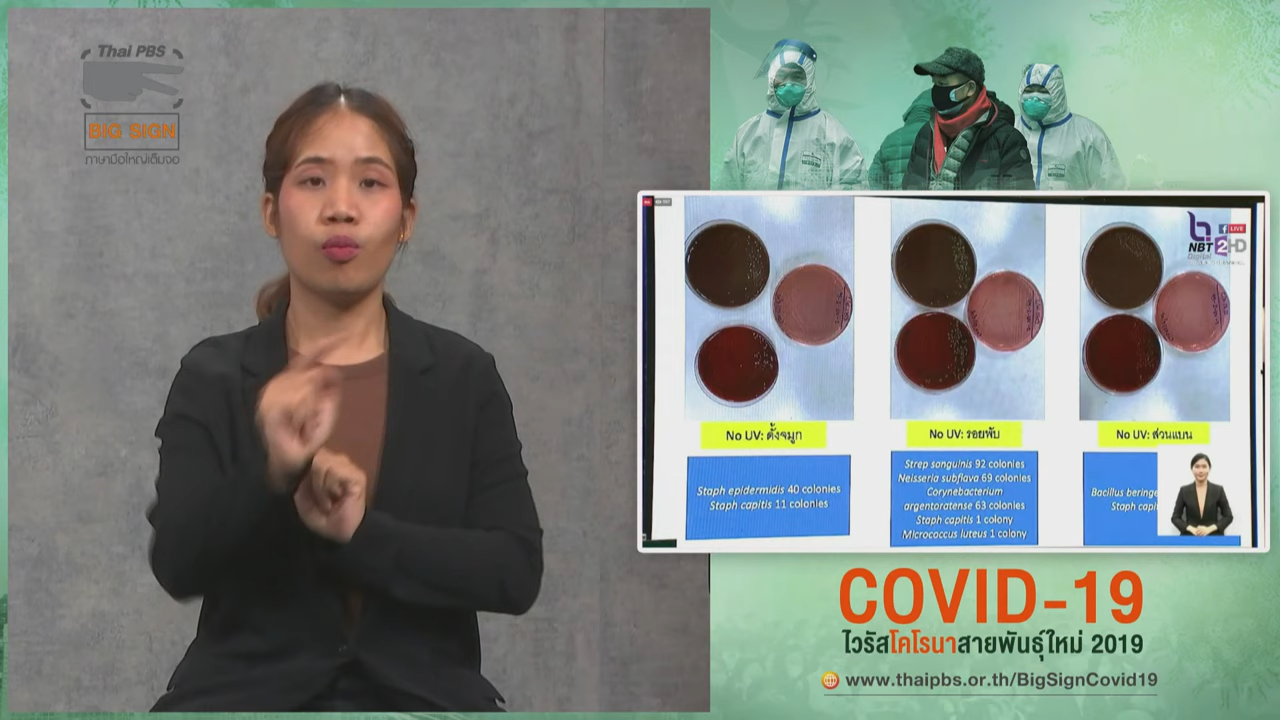 Thai PBS
BIG SIGN
ภาษามือใหญ่เต็มจอ
NBT 2HD
Digital
LIVE
No UV: ดั้งจมูก
No UV: รอยพับ
No UV: ส่วนแบน
Staph epidermidis 40 colonies
Staph capitis 11 colonies
Strep sanguinis 92 colonies
Neisseria subflava 69 colonies
Corynebacterium
argentoratense 63 colonies
Staph capitis 1 colony
Micrococcus luteus 1 colony
Bacillus beringe
Staph capit
COVID-19
ไวรัสโคโรนาสายพันธุ์ใหม่ 2019
www.thaipbs.or.th/BigSignCovid19